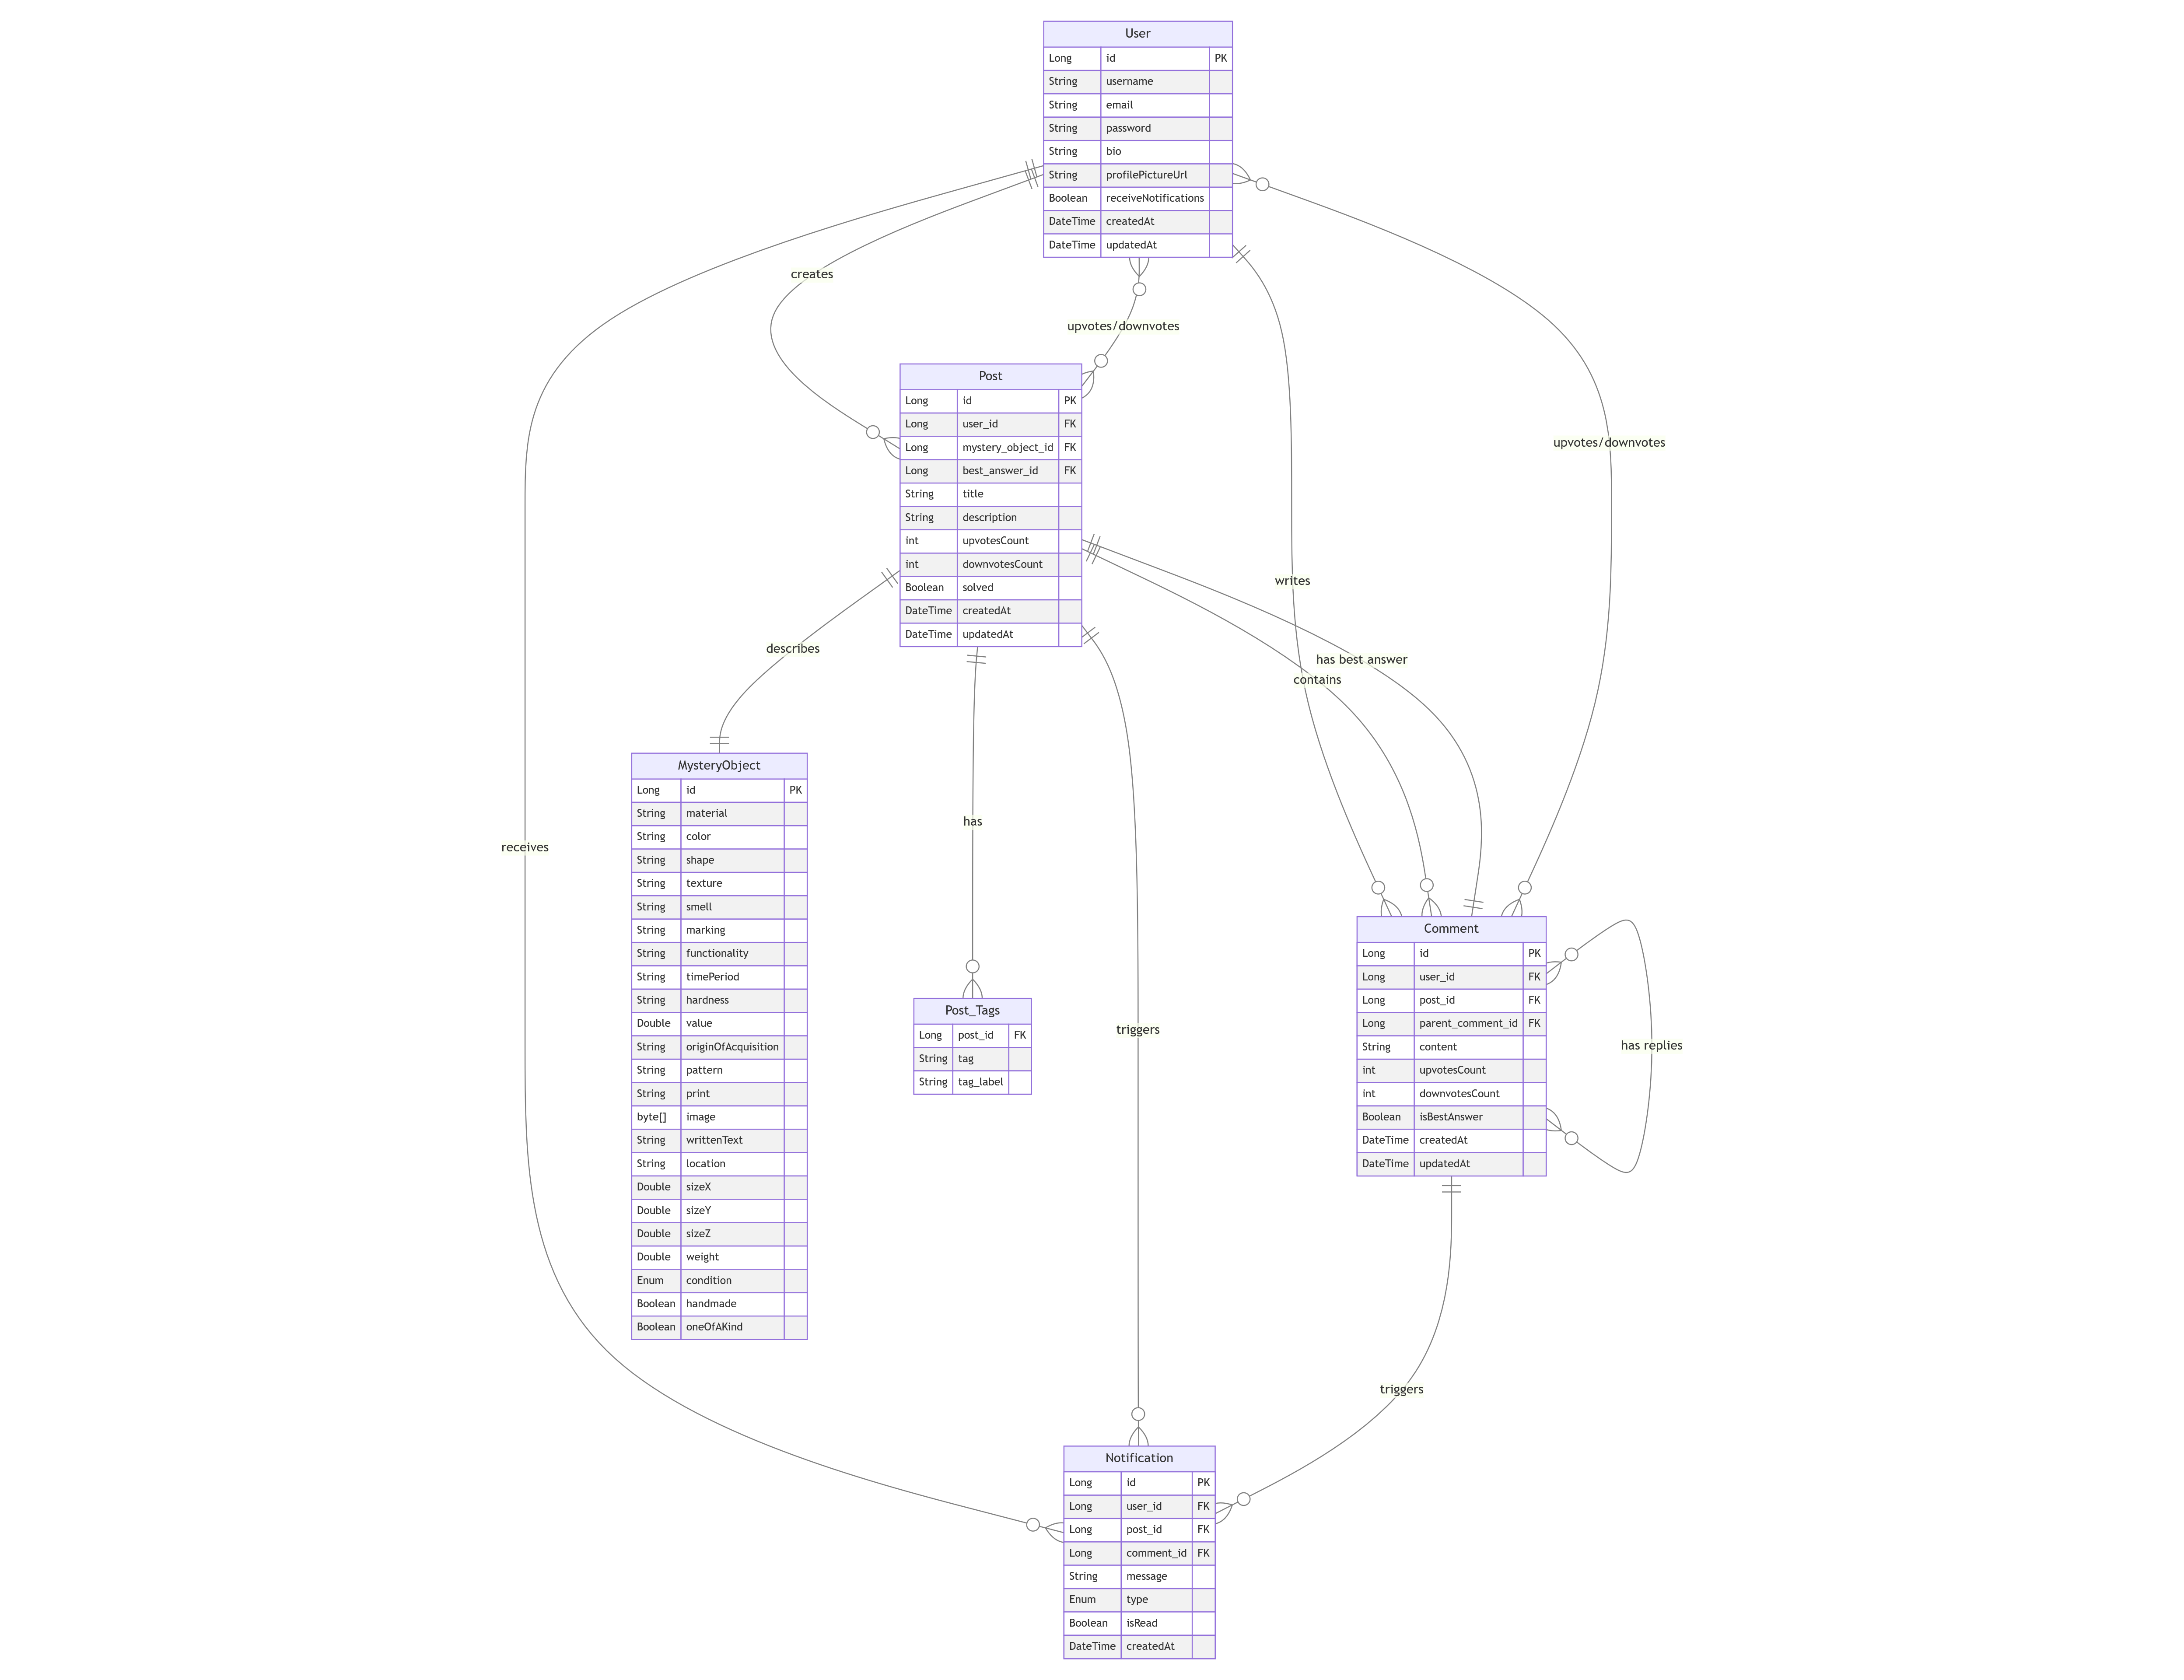 User
Long id PK
String username
String email
String password
String bio
String profilePictureUrl
Boolean receiveNotifications
DateTime createdAt
DateTime updatedAt
creates
upvotes/downvotes
upvotes/downvotes
Post
Long id PK
Long user_id FK
Long mystery_object_id FK
Long best_answer_id FK
String title
String description
int upvotesCount
int downvotesCount
Boolean solved
DateTime createdAt
DateTime updatedAt
writes
describes
has best answer
contains
MysteryObject
Long id PK
String material
String color
String shape
String texture
String smell
String marking
String functionality
String timePeriod
String hardness
Double value
String originOfAcquisition
String pattern
String print
byte[] image
String writtenText
String location
Double sizeX
Double sizeY
Double sizeZ
Double weight
Enum condition
Boolean handmade
Boolean oneOfAKind
receives
has
Post_Tags
Long post_id FK
String tag
String tag_label
triggers
Comment
Long id PK
Long user_id FK
Long post_id FK
Long parent_comment_id FK
String content
int upvotesCount
int downvotesCount
Boolean isBestAnswer
DateTime createdAt
DateTime updatedAt
has replies
triggers
Notification
Long id PK
Long user_id FK
Long post_id FK
Long comment_id FK
String message
Enum type
Boolean isRead
DateTime createdAt